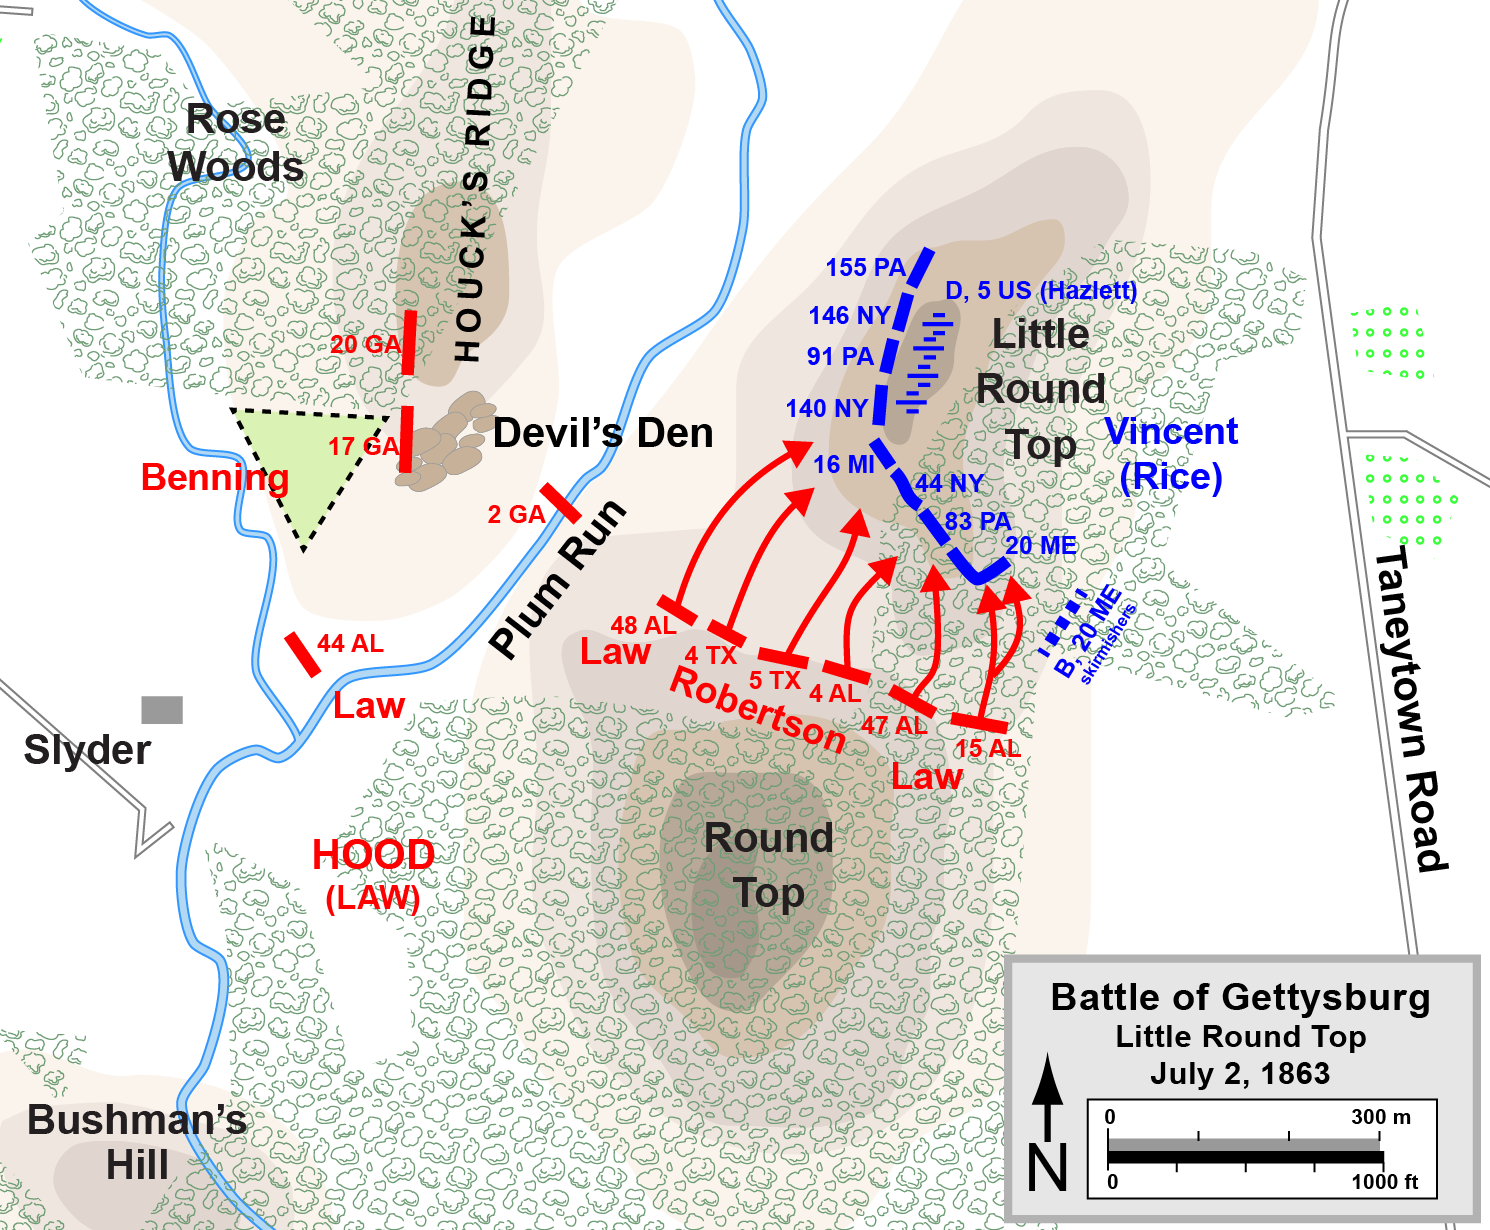 HOUCK’S RIDGE
Rose
Woods
155 PA
D, 5 US (Hazlett)
146 NY
Little
Round
Top
20 GA
91 PA
140 NY
Devil’s Den
Vincent
(Rice)
17 GA
Benning
16 MI
44 NY
2 GA
83 PA
20 ME
Plum Run
Taneytown Road
B, 20 ME
skirmishers
48 AL
Law
44 AL
4 TX
5 TX
4 AL
Robertson
Law
47 AL
15 AL
Law
Slyder
HOOD
(LAW)
Round
Top
Bushman’s
Hill
Battle of Gettysburg
Little Round Top
July 2, 1863
N
0
300 m
0
1000 ft